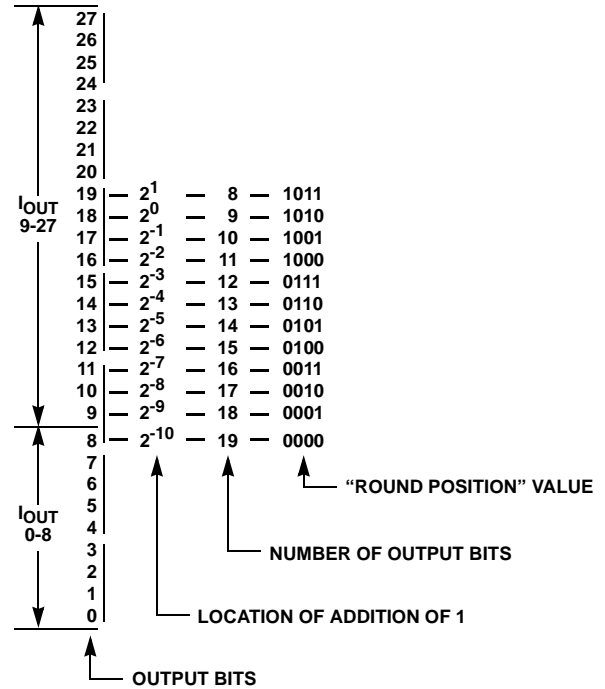 27
26
25
24
23
22
21
20
19 — 2^1 — 8 — 1011
IOUT
9-27
18 — 2^0 — 9 — 1010
17 — 2^-1 — 10 — 1001
16 — 2^-2 — 11 — 1000
15 — 2^-3 — 12 — 0111
14 — 2^-4 — 13 — 0110
13 — 2^-5 — 14 — 0101
12 — 2^-6 — 15 — 0100
11 — 2^-7 — 16 — 0011
10 — 2^-8 — 17 — 0010
9 — 2^-9 — 18 — 0001
8 — 2^-10 — 19 — 0000
7
6
5
4
IOUT
0-8
3
2
1
0
"ROUND POSITION" VALUE
NUMBER OF OUTPUT BITS
LOCATION OF ADDITION OF 1
OUTPUT BITS